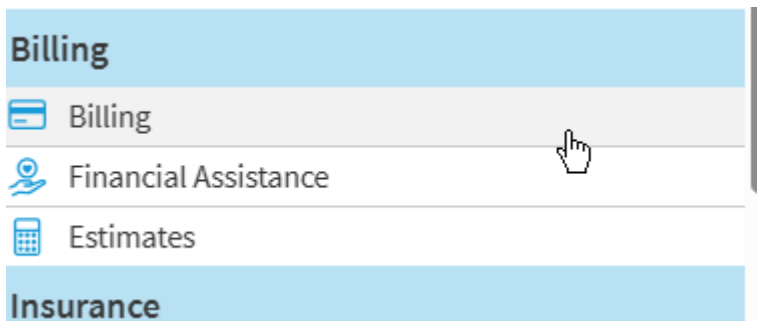 Billing
Billing
Financial Assistance
Estimates
Insurance